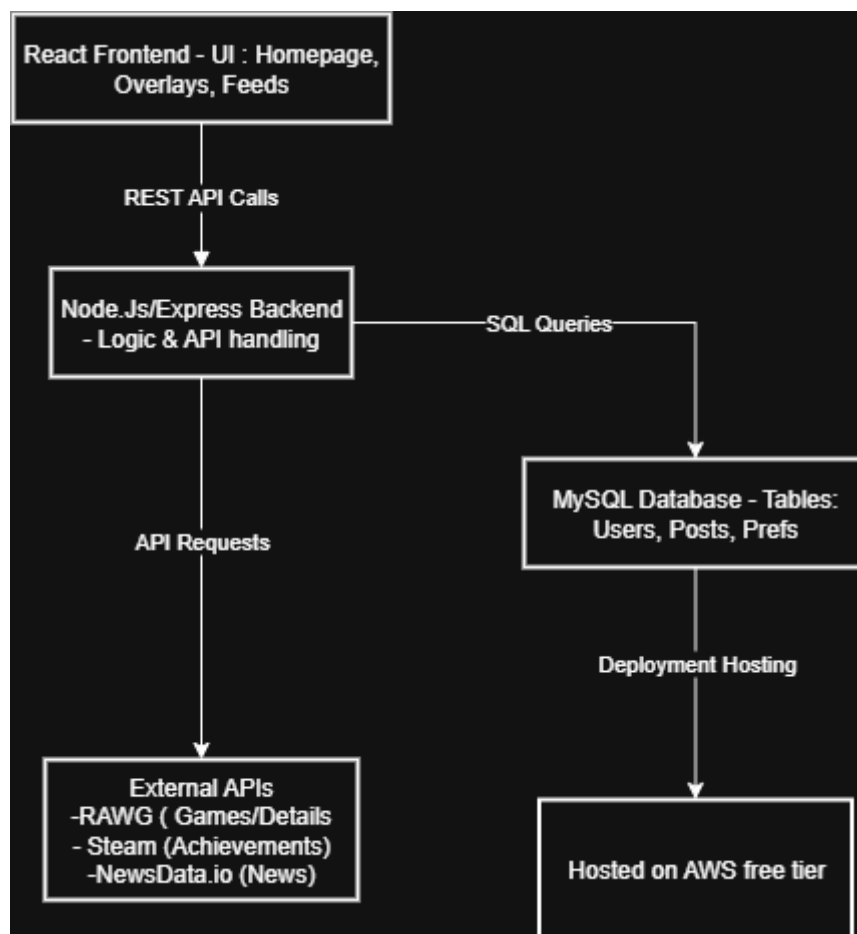 React Frontend - UI : Homepage,
Overlays, Feeds
REST API Calls
Node.Js/Express Backend
- Logic & API handling
SQL Queries
MySQL Database - Tables:
Users, Posts, Prefs
API Requests
Deployment Hosting
External APIs
-RAWG ( Games/Details
- Steam (Achievements)
-NewsData.io (News)
Hosted on AWS free tier